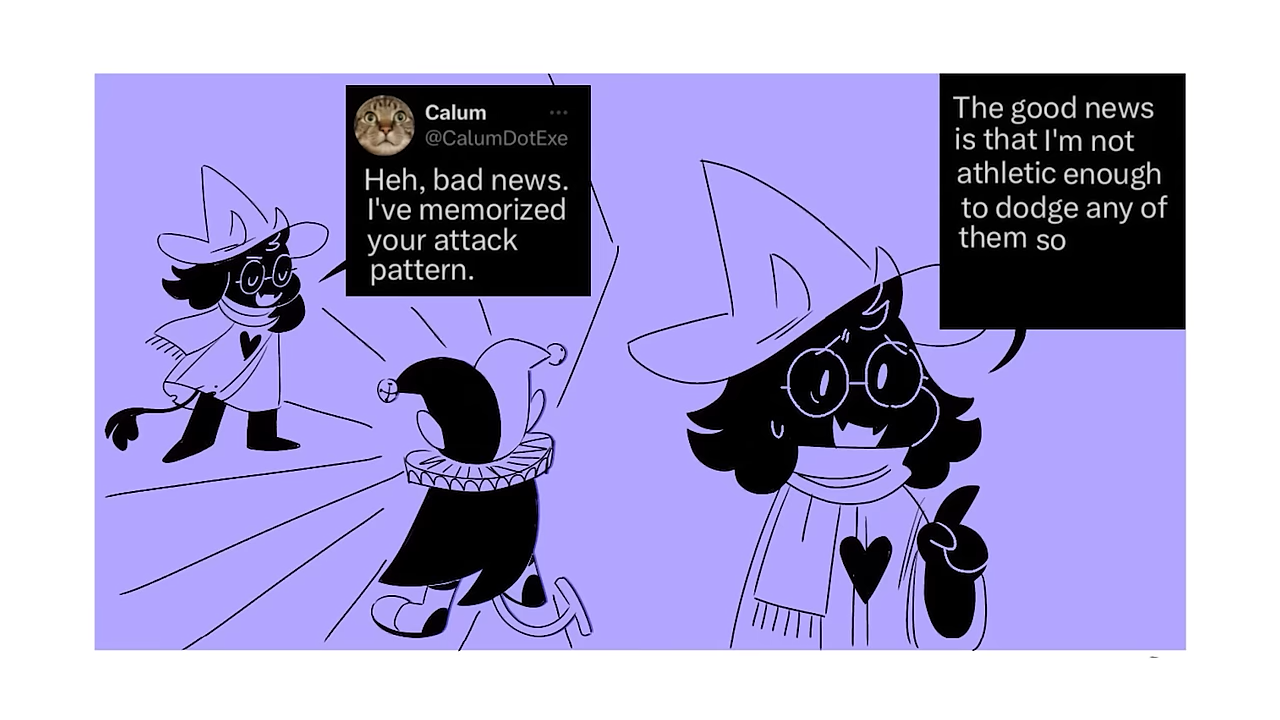 Calum
@CalumDotExe
Heh, bad news.
I've memorized
your attack
pattern.
The good news
is that I'm not
athletic enough
to dodge any of
them so